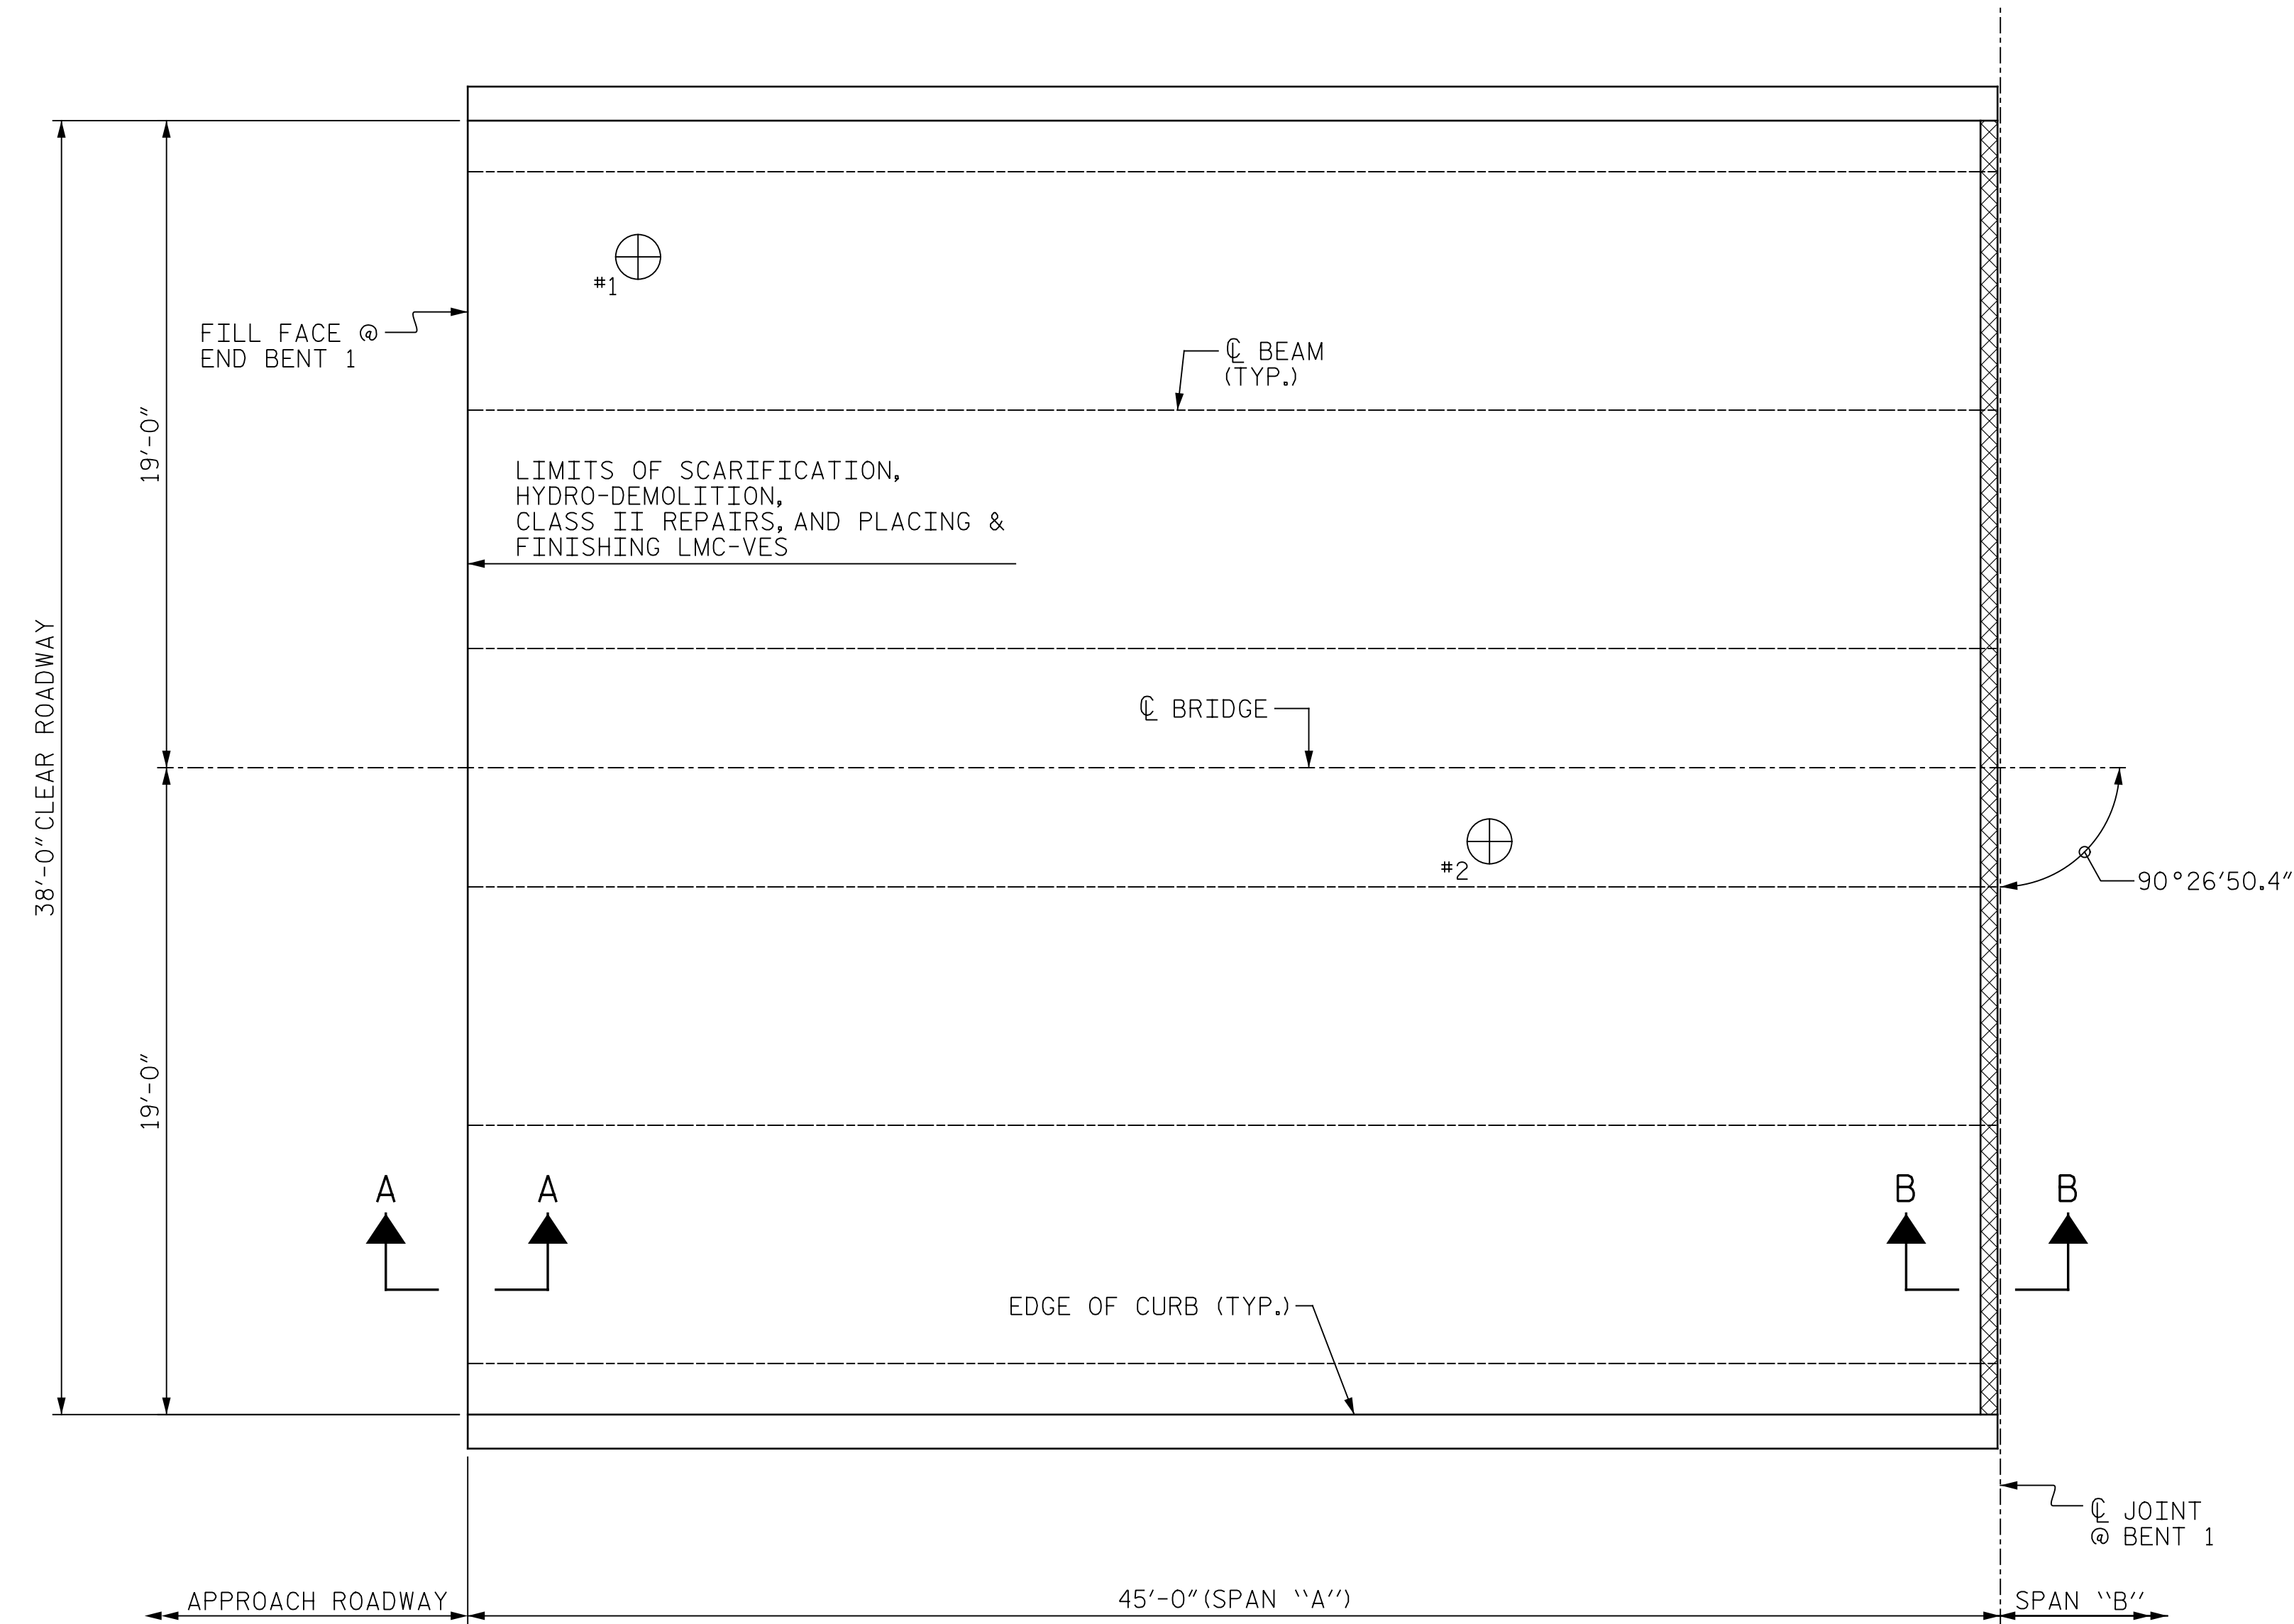 #1
FILL FACE @
END BENT 1
℄ BEAM
(TYP.)
19'-0"
LIMITS OF SCARIFICATION,
HYDRO-DEMOLITION,
CLASS II REPAIRS, AND PLACING &
FINISHING LMC-VES
38'-0" CLEAR ROADWAY
℄ BRIDGE
#2
90°26'50.4"
19'-0"
A
A
B
B
EDGE OF CURB (TYP.)
℄ JOINT
@ BENT 1
APPROACH ROADWAY
45'-0" (SPAN ``A'')
SPAN ``B''